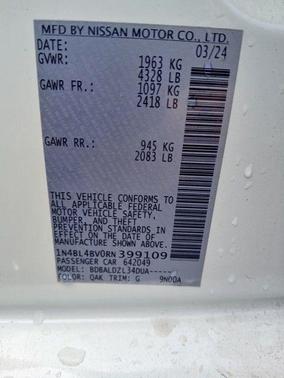 MFD BY NISSAN MOTOR CO., LTD.
DATE: 03/24
GVWR: 1963 KG
4328 LB
GAWR FR.: 1097 KG
2418 LB
GAWR RR.: 945 KG
2083 LB
THIS VEHICLE CONFORMS TO
ALL APPLICABLE FEDERAL
MOTOR VEHICLE SAFETY,
BUMPER, AND THEFT
PREVENTION STANDARDS IN
EFFECT ON THE DATE OF
MANUFACTURE SHOWN ABOVE.
1N4BL4BV0RN399109
PASSENGER CAR 642049
MODEL: BDBALDZL34DUA-----
COLOR: QAK TRIM: G